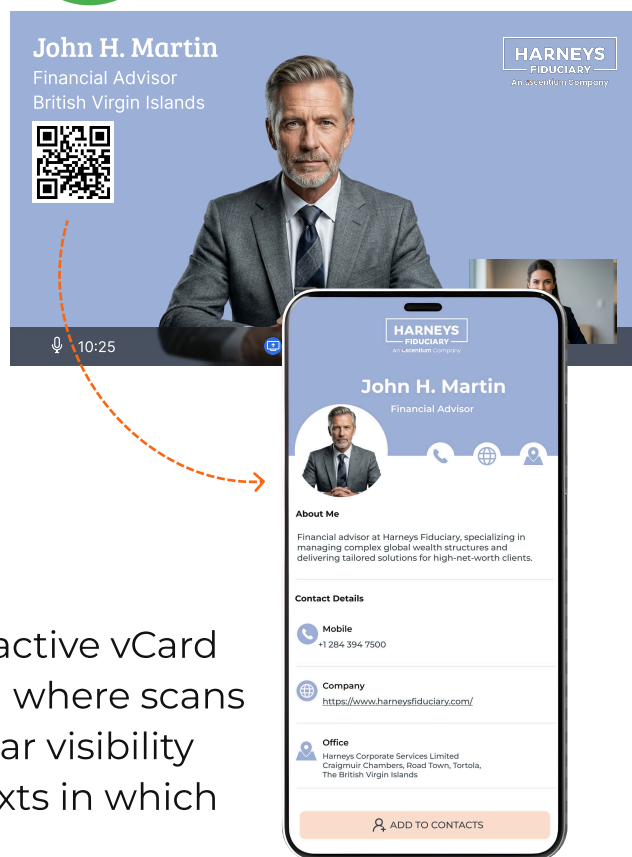 John H. Martin
Financial Advisor
British Virgin Islands
HARNEYS
FIDUCIARY
An ascentium Company
10:25
HARNEYS
FIDUCIARY
An ascentium Company
John H. Martin
Financial Advisor
About Me
Financial advisor at Harneys Fiduciary, specializing in
managing complex global wealth structures and
delivering tailored solutions for high-net-worth clients.
Contact Details
Mobile
+1 284 394 7500
Company
https://www.harneysfiduciary.com/
Office
Harneys Corporate Services Limited
Craigmuir Chambers, Road Town, Tortola,
The British Virgin Islands
ADD TO CONTACTS
active vCard
where scans
ar visibility
xts in which